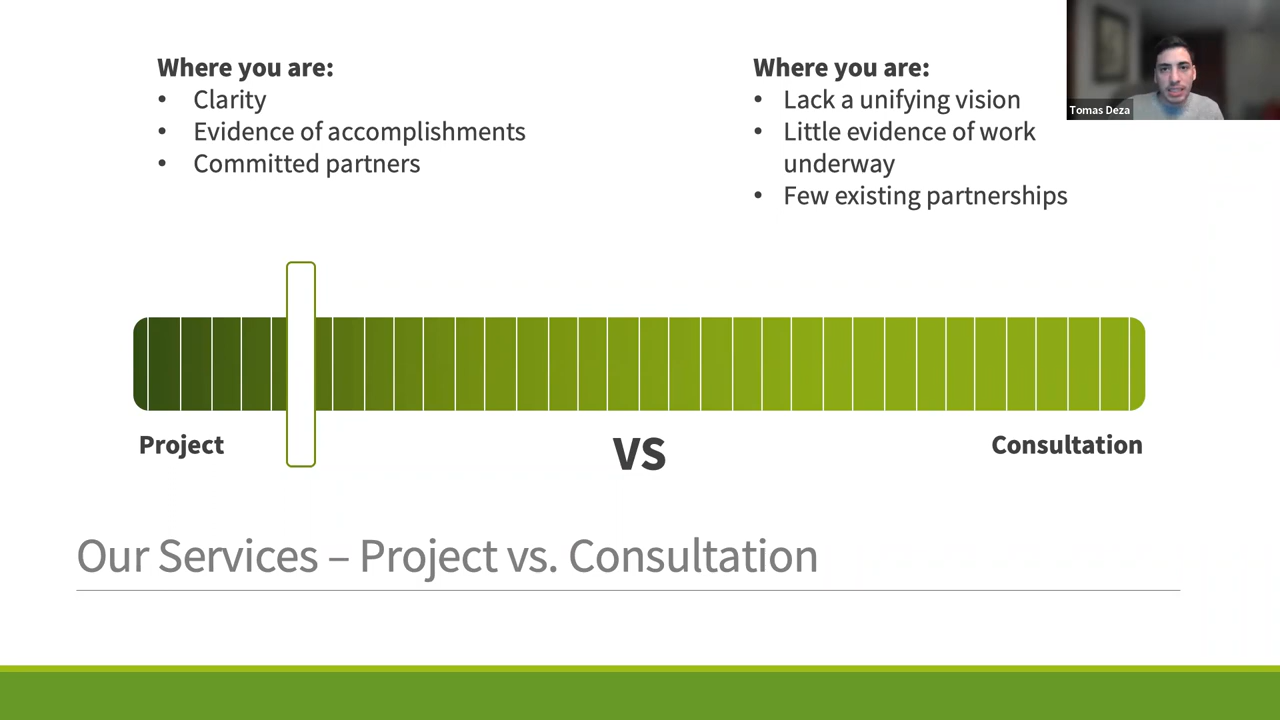 Where you are:
• Clarity
• Evidence of accomplishments
• Committed partners
Where you are:
• Lack a unifying vision
• Little evidence of work
underway
• Few existing partnerships
Tomas Deza
Project
VS
Consultation
Our Services – Project vs. Consultation